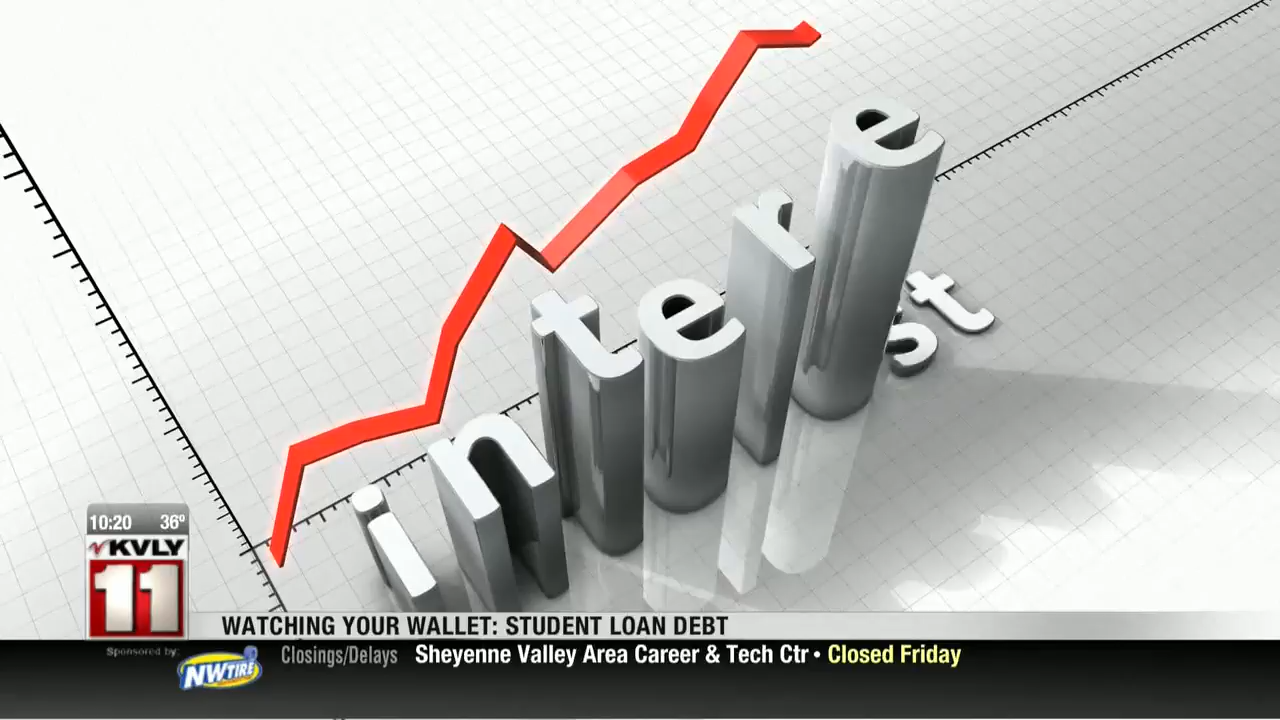 interest
10:20 36°
KVLY
11
WATCHING YOUR WALLET: STUDENT LOAN DEBT
Sponsored by:
NWTIRE
Closings/Delays Sheyenne Valley Area Career & Tech Ctr • Closed Friday